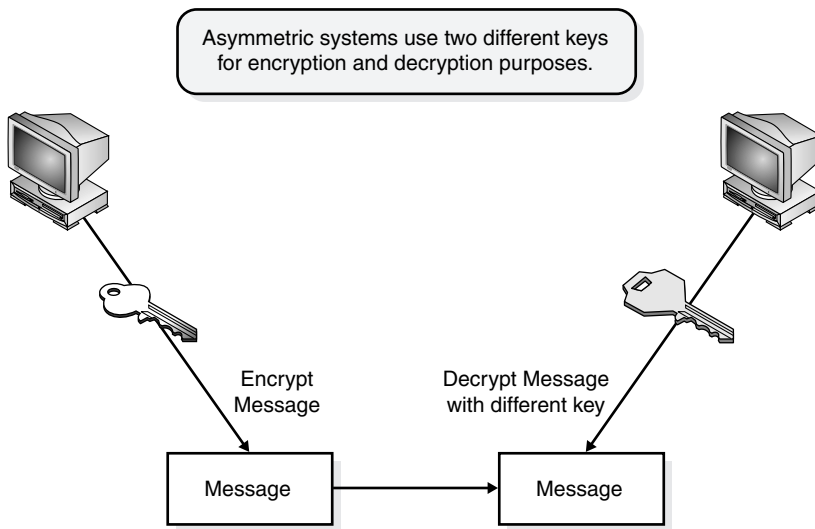 Asymmetric systems use two different keys
for encryption and decryption purposes.
Encrypt
Message
Decrypt Message
with different key
Message
Message